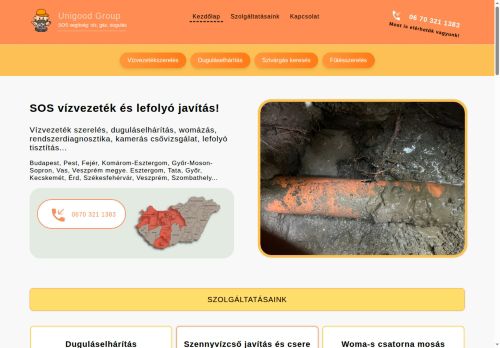 Unigood Group
SOS segítség: víz, gáz, duguláš
Kezdőlap
Szolgáltatásaink
Kapcsolat
06 70 321 1383
Most is elérhetők vagyunk!
Vízvezetékszerelés
Duguláselhárítás
Szivárgás keresés
Fűtésszerelés
SOS vízvezeték és lefolyó javítás!
Vízvezeték szerelés, duguláselhárítás, womázás,
rendszerdiagnosztika, kamerás csővizsgálat, lefolyó
tisztítás...
Budapest, Pest, Fejér, Komárom-Esztergom, Győr-Moson-
Sopron, Vas, Veszprém megye. Esztergom, Tata, Győr,
Kecskemét, Érd, Székesfehérvár, Veszprém, Szombathely...
0670 321 1383
SZOLGÁLTATÁSAINK
Duguláselhárítás
Szennyvízcső javítás és csere
Woma-s csatorna mosás